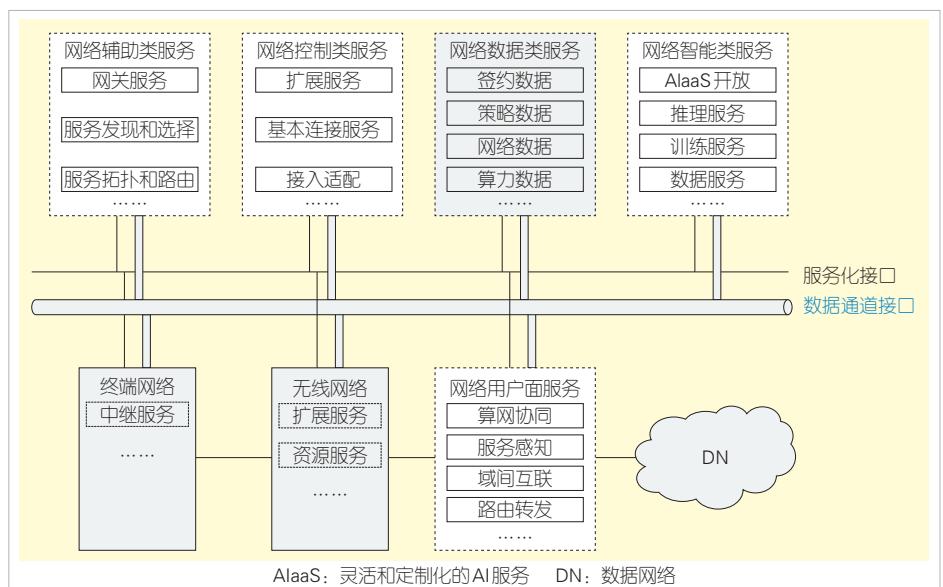 网络辅助类服务
网关服务
服务发现和选择
服务拓扑和路由
……
网络控制类服务
扩展服务
基本连接服务
接入适配
……
网络数据类服务
签约数据
策略数据
网络数据
算力数据
……
网络智能类服务
AIaaS开放
推理服务
训练服务
数据服务
……
服务化接口
数据通道接口
终端网络
中继服务
……
无线网络
扩展服务
资源服务
……
网络用户面服务
算网协同
服务感知
域间互联
路由转发
……
DN
AIaaS：灵活和定制化的AI服务 DN：数据网络